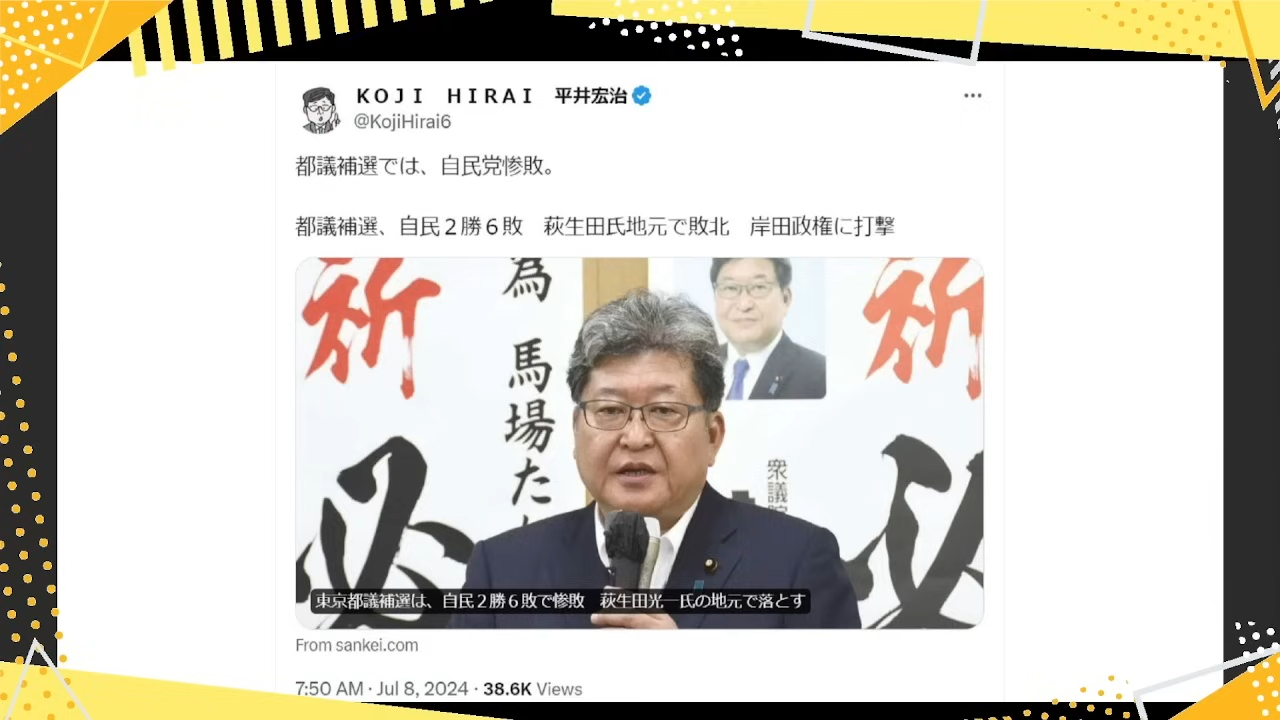 ＫＯＪＩ　ＨＩＲＡＩ　平井宏治
@KojiHirai6
都議補選では、自民党惨敗。
都議補選、自民２勝６敗　萩生田氏地元で敗北　岸田政権に打撃
祈
必
為 馬場た
衆議院
祈
必
東京都議補選は、自民２勝６敗で惨敗　萩生田光一氏の地元で落とす
From sankei.com
7:50 AM · Jul 8, 2024 · 38.6K Views